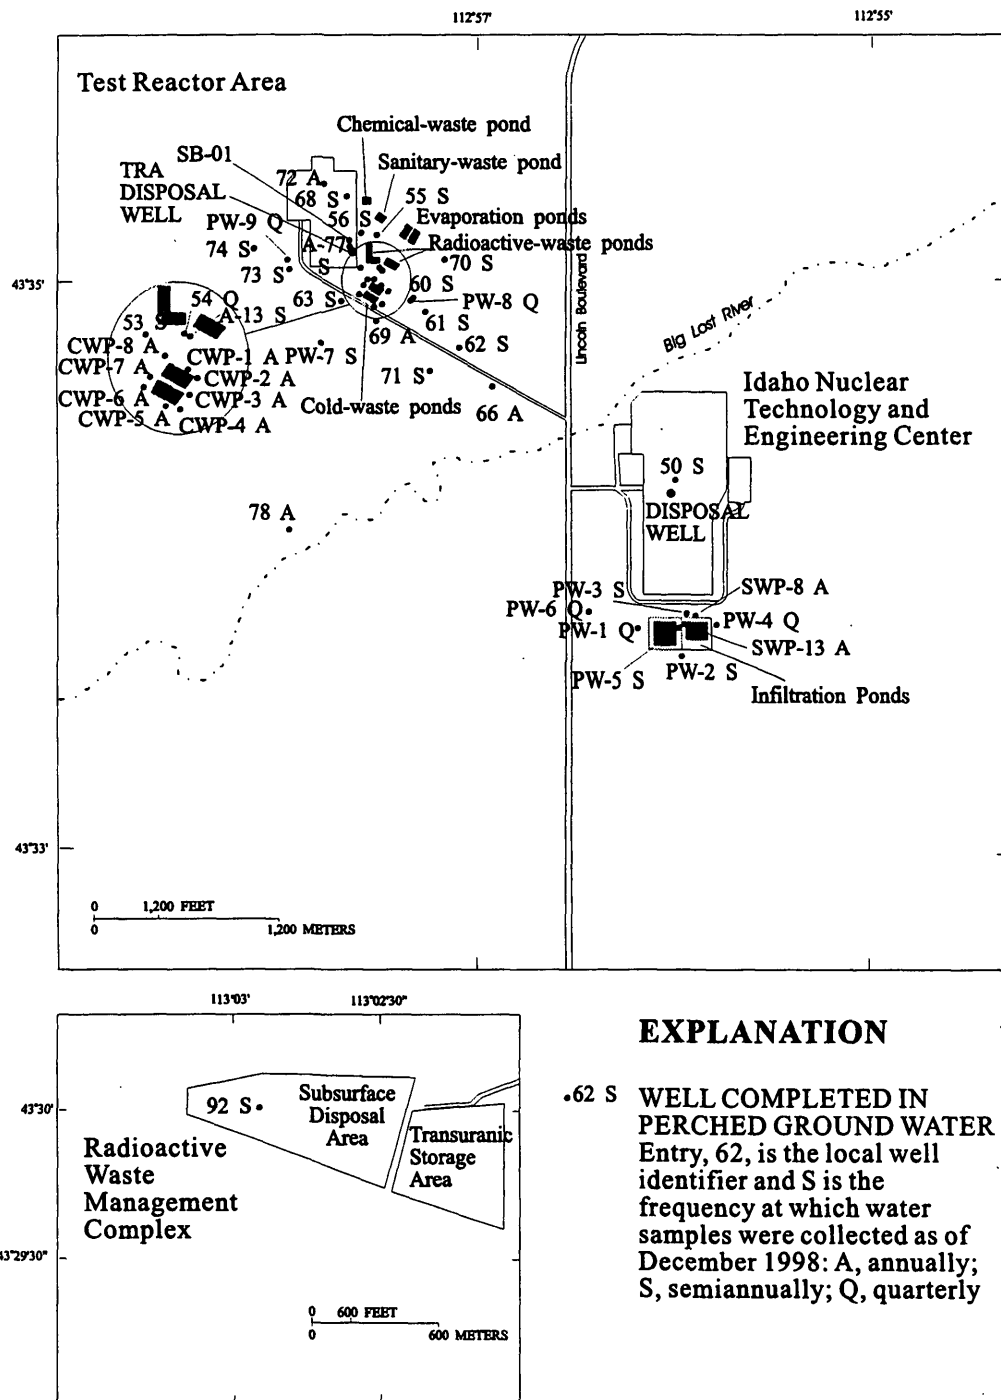 112°57'
112°55'
Test Reactor Area
Chemical-waste pond
SB-01
Sanitary-waste pond
TRA
DISPOSAL
WELL
72 A
68 S
55 S
56 S
Evaporation ponds
PW-9 Q
A-77
S
Radioactive-waste ponds
74 S
73 S
70 S
60 S
43°35'
54 Q
63 S
PW-8 Q
A-13 S
53 S
61 S
69 A
62 S
CWP-8 A
CWP-1 A
PW-7 S
CWP-7 A
CWP-2 A
71 S
CWP-6 A
CWP-3 A
Cold-waste ponds
66 A
CWP-5 A
CWP-4 A
Lincoln Boulevard
Big Lost River
Idaho Nuclear
Technology and
Engineering Center
50 S
DISPOSAL
WELL
78 A
PW-3 S
SWP-8 A
PW-6 Q
PW-1 Q
PW-4 Q
SWP-13 A
PW-5 S
PW-2 S
Infiltration Ponds
43°33'
0 1,200 FEET
0 1,200 METERS
113°03'
113°02'30"
43°30'
92 S
Subsurface
Disposal
Area
Transuranic
Storage
Area
Radioactive
Waste
Management
Complex
43°29'30"
0 600 FEET
0 600 METERS
EXPLANATION
.62 S WELL COMPLETED IN
PERCHED GROUND WATER
Entry, 62, is the local well
identifier and S is the
frequency at which water
samples were collected as of
December 1998: A, annually;
S, semiannually; Q, quarterly